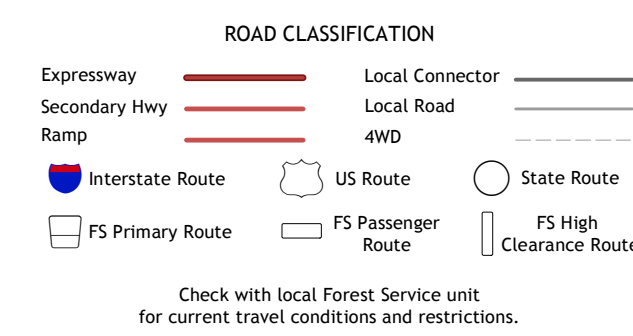 ROAD CLASSIFICATION
Expressway
Local Connector
Secondary Hwy
Local Road
Ramp
4WD
Interstate Route
US Route
State Route
FS Primary Route
FS Passenger
Route
FS High
Clearance Route
Check with local Forest Service unit
for current travel conditions and restrictions.